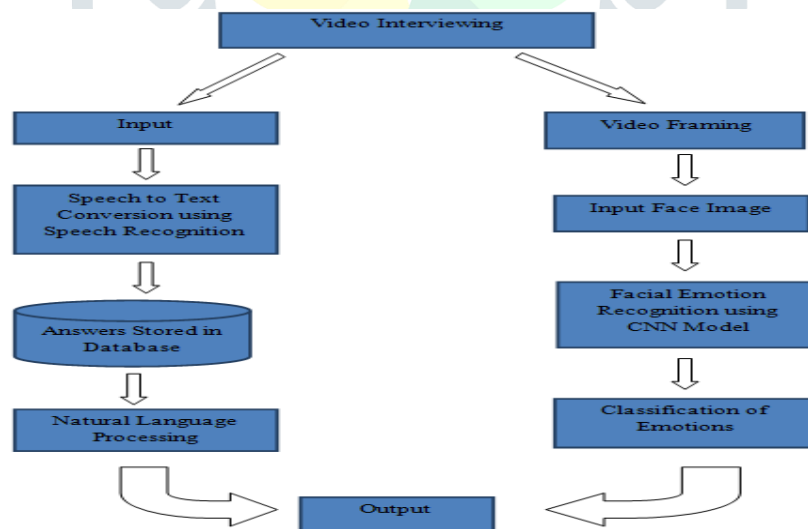 Video Interviewing
Input
Speech to Text
Conversion using
Speech Recognition
Answers Stored in
Database
Natural Language
Processing
Video Framing
Input Face Image
Facial Emotion
Recognition using
CNN Model
Classification of
Emotions
Output